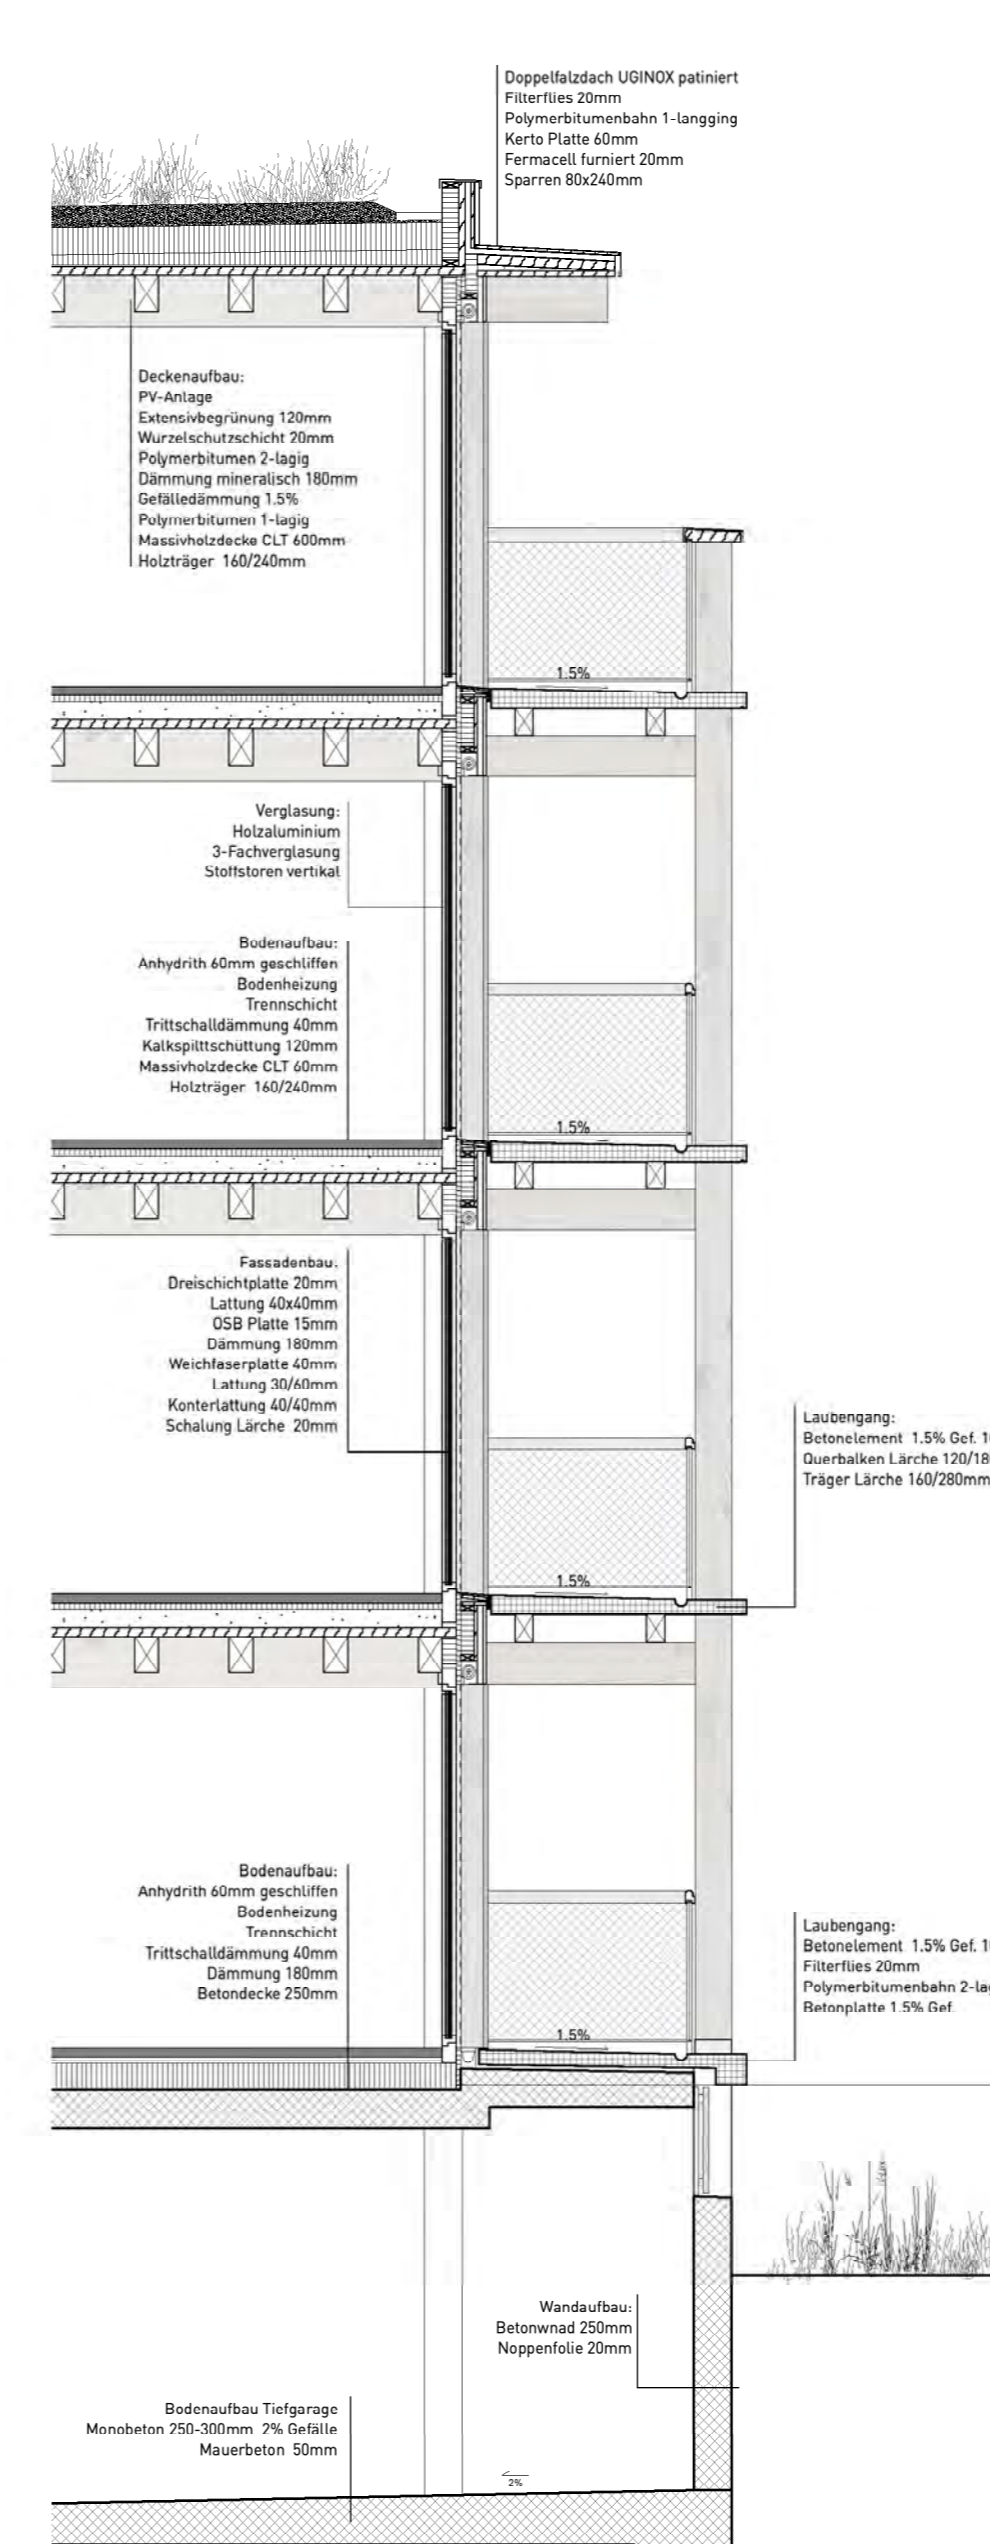 Doppelfalzdach UGINOX patiniert
Filterflies 20mm
Polymerbitumenbahn 1-langging
Kerto Platte 60mm
Fermacell furniert 20mm
Sparren 80x240mm
Deckenaufbau:
PV-Anlage
Extensivbegrünung 120mm
Wurzelschutzschicht 20mm
Polymerbitumen 2-lagig
Dämmung mineralisch 180mm
Gefälledämmung 1.5%
Polymerbitumen 1-lagig
Massivholzdecke CLT 600mm
Holzträger 160/240mm
1.5%
Verglasung:
Holzaluminium
3-Fachverglasung
Stoffstoren vertikal
Bodenaufbau:
Anhydrith 60mm geschliffen
Bodenheizung
Trennschicht
Trittschalldämmung 40mm
Kalkspilttschüttung 120mm
Massivholzdecke CLT 60mm
Holzträger 160/240mm
1.5%
Fassadenbau.
Dreischichtplatte 20mm
Lattung 40x40mm
OSB Platte 15mm
Dämmung 180mm
Weichfaserplatte 40mm
Lattung 30/60mm
Konterlattung 40/40mm
Schalung Lärche 20mm
Laubengang:
Betonelement 1.5% Gef.
Querbalken Lärche
Träger Lärche 160/280mm
1.5%
Bodenaufbau:
Anhydrith 60mm geschliffen
Bodenheizung
Trennschicht
Trittschalldämmung 40mm
Dämmung 180mm
Betondecke 250mm
Laubengang:
Betonelement 1.5% Gef.
Filterflies 20mm
Polymerbitumenbahn
Betonplatte 1.5% Gef.
1.5%
Wandaufbau:
Betonwnad 250mm
Noppenfolie 20mm
Bodenaufbau Tiefgarage
Monobeton 250-300mm 2% Gefälle
Mauerbeton 50mm
2%